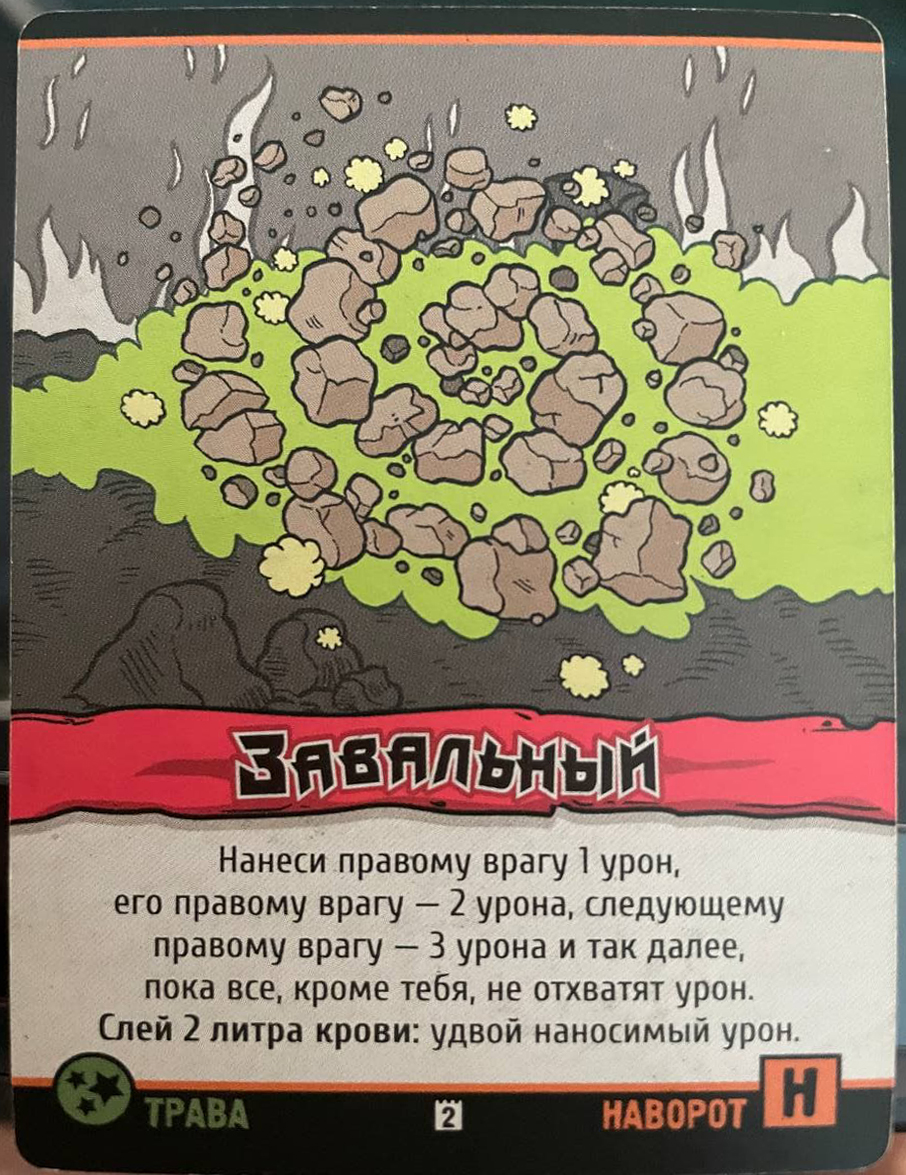 Завальный
Нанеси правому врагу 1 урон,
его правому врагу — 2 урона, следующему
правому врагу — 3 урона и так далее,
пока все, кроме тебя, не отхватят урон.
Слей 2 литра крови: удвой наносимый урон.
ТРАВА 2 НАВОРОТ Н